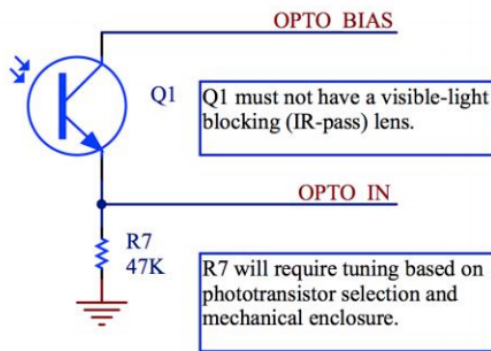 OPTO BIAS
Q1
Q1 must not have a visible-light
blocking (IR-pass) lens.
OPTO IN
R7
47K
R7 will require tuning based on
phototransistor selection and
mechanical enclosure.